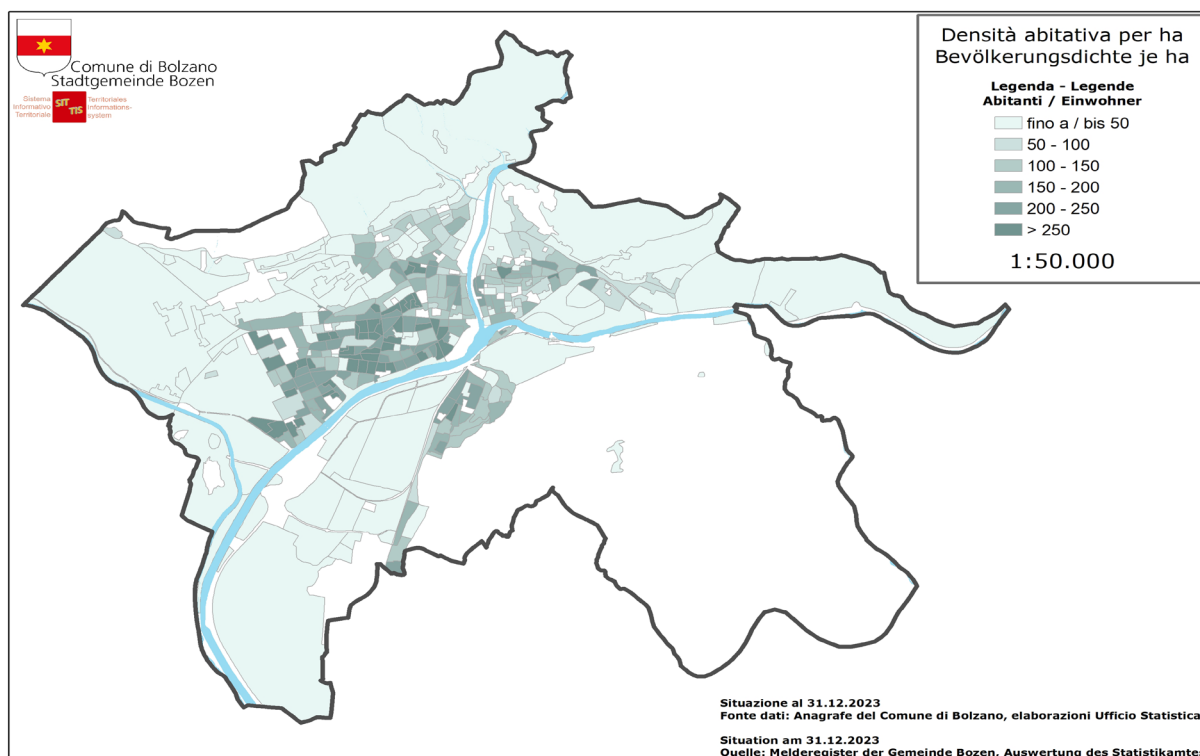 Comune di Bolzano
Stadtgemeinde Bozen
Sistema
Informativo
Territoriale
SIT
TIS
Territoriales
Informations-
system
Densità abitativa per ha
Bevölkerungsdichte je ha
Legenda - Legende
Abitanti / Einwohner
fino a / bis 50
50 - 100
100 - 150
150 - 200
200 - 250
> 250
1:50.000
Situazione al 31.12.2023
Fonte dati: Anagrafe del Comune di Bolzano, elaborazioni Ufficio Statistica
Situation am 31.12.2023
Quelle: Melderegister der Gemeinde Bozen, Auswertung des Statistikamtes